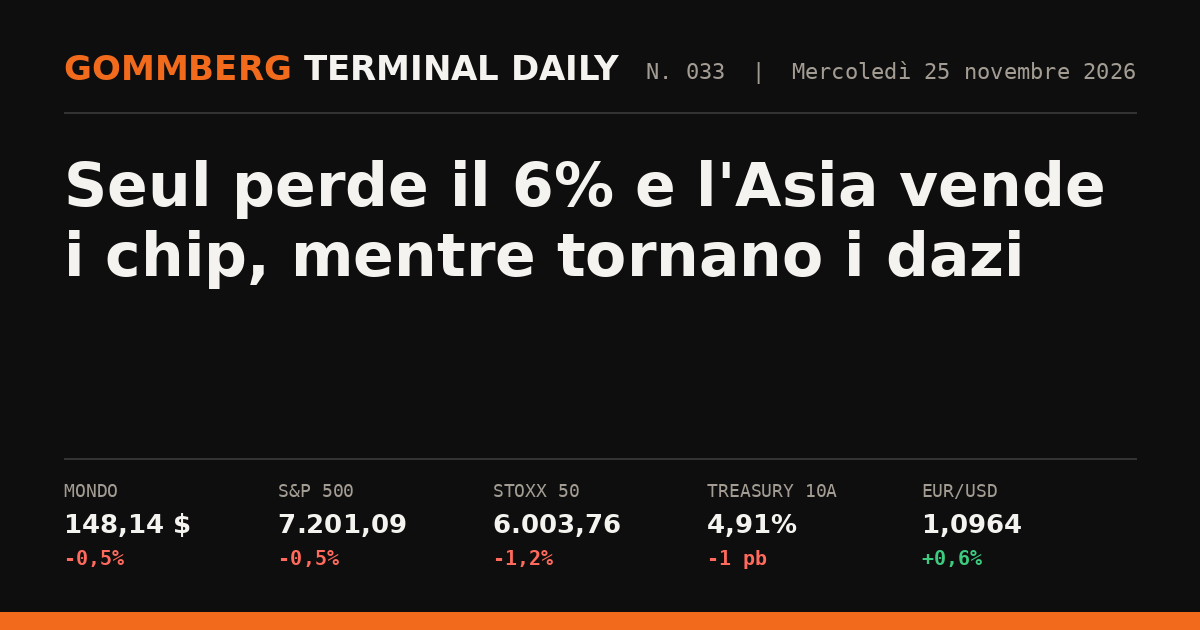 GOMMBERG TERMINAL DAILY N. 033 | Mercoledì 25 novembre 2026
Seul perde il 6% e l'Asia vende
i chip, mentre tornano i dazi
MONDO S&P 500 STOXX 50 TREASURY 10A EUR/USD
148,14 $ 7.201,09 6.003,76 4,91% 1,0964
-0,5% -0,5% -1,2% -1 pb +0,6%